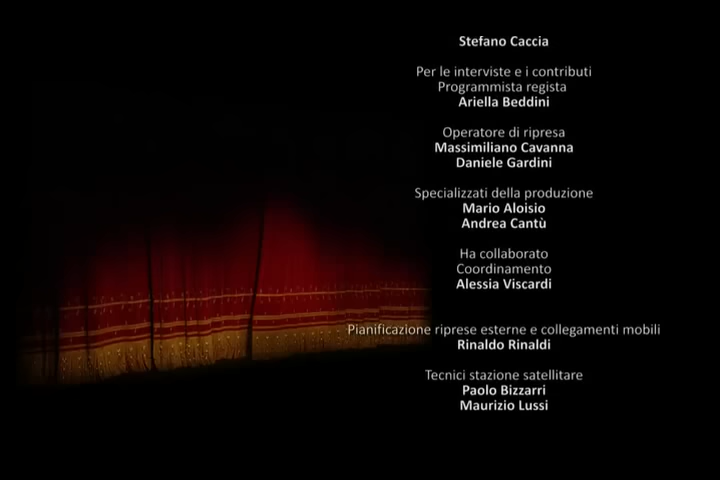 Stefano Caccia
Per le interviste e i contributi
Programmista regista
Ariella Beddini
Operatore di ripresa
Massimiliano Cavanna
Daniele Gardini
Specializzati della produzione
Mario Aloisio
Andrea Cantù
Ha collaborato
Coordinamento
Alessia Viscardi
Pianificazione riprese esterne e collegamenti mobili
Rinaldo Rinaldi
Tecnici stazione satellitare
Paolo Bizzarri
Maurizio Lussi